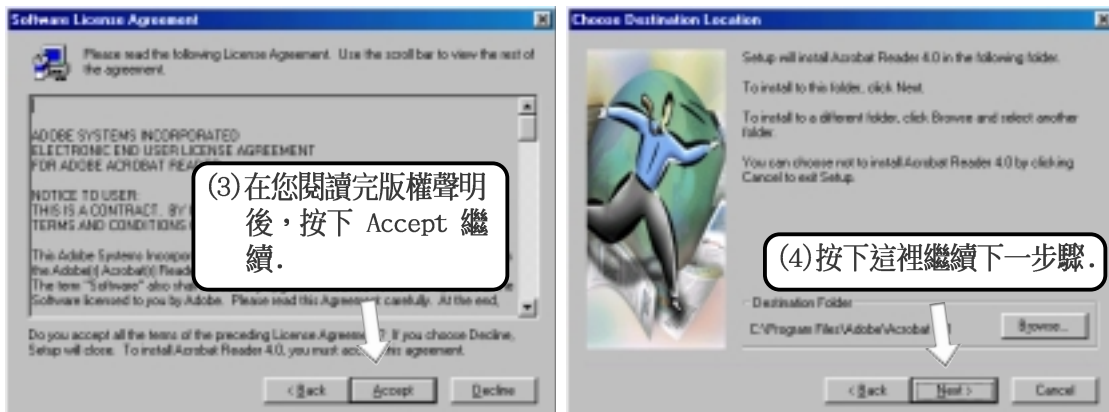 Software License Agreement
Please read the following License Agreement. Use the scroll bar to view the rest of
the agreement.
ADOBE SYSTEMS INCORPORATED
ELECTRONIC END USER LICENSE AGREEMENT
FOR ADOBE ACROBAT
NOTICE TO USER:
THIS IS A CONTRACT. BY
TERMS AND CONDITIONS
This Adobe Systems
the Adobe(r) Acrobat(r)
The term "Software" also
Software licensed to you by Adobe. Please read this Agreement carefully. At the end,
(3)在您閱讀完版權聲明
後，按下 Accept 繼
續.
Do you accept all the terms of the preceding License If you choose Decline,
Setup will close. To install Acrobat Reader 4.0, you must this agreement.
< Back
Accept
Decline
Choose Destination Location
Setup will install Acrobat Reader 4.0 in the following folder.
To install to this folder, click Next.
To install to a different folder, click Browse and select another
folder.
You can choose not to install Acrobat Reader 4.0 by clicking
Cancel to exit Setup.
(4)按下這裡繼續下一步驟.
Destination Folder
C:\Program Files\Adobe\Acrobat
Browse...
< Back
Next >
Cancel